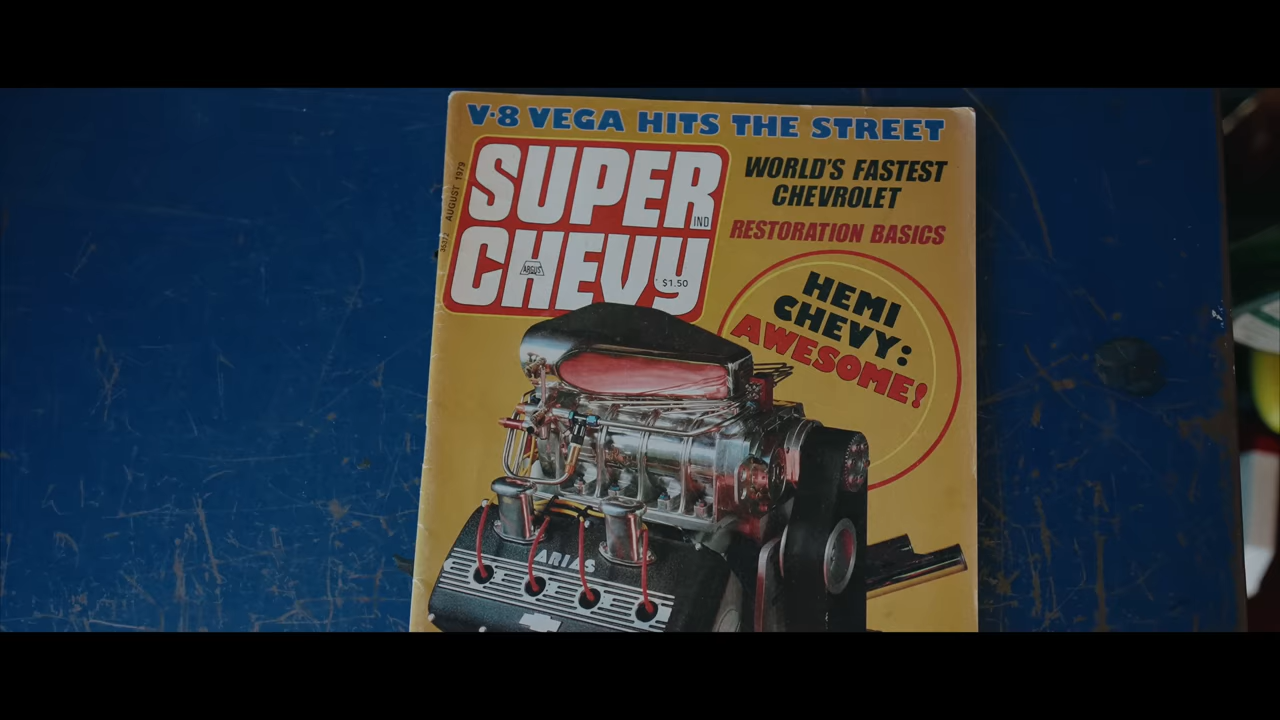 V-8 VEGA HITS THE STREET
SUPER
CHEVY
IND
ARGUS
$1.50
36372 AUGUST 1979
WORLD'S FASTEST
CHEVROLET
RESTORATION BASICS
HEMI
CHEVY:
AWESOME!
ARIAS